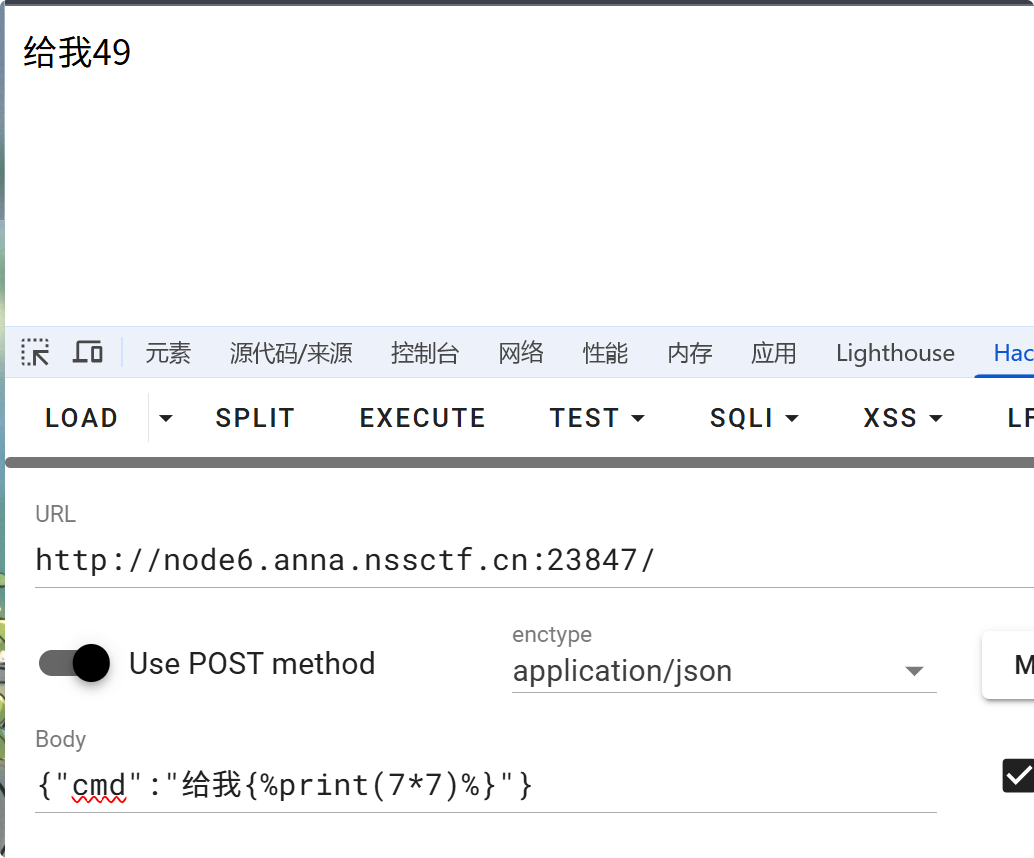 给我49
元素 源代码/来源 控制台 网络 性能 内存 应用 Lighthouse Hac
LOAD SPLIT EXECUTE TEST SQLI XSS LF
URL
http://node6.anna.nssctf.cn:23847/
enctype
Use POST method application/json M
Body
{"cmd":"给我{%print(7*7)%}"}